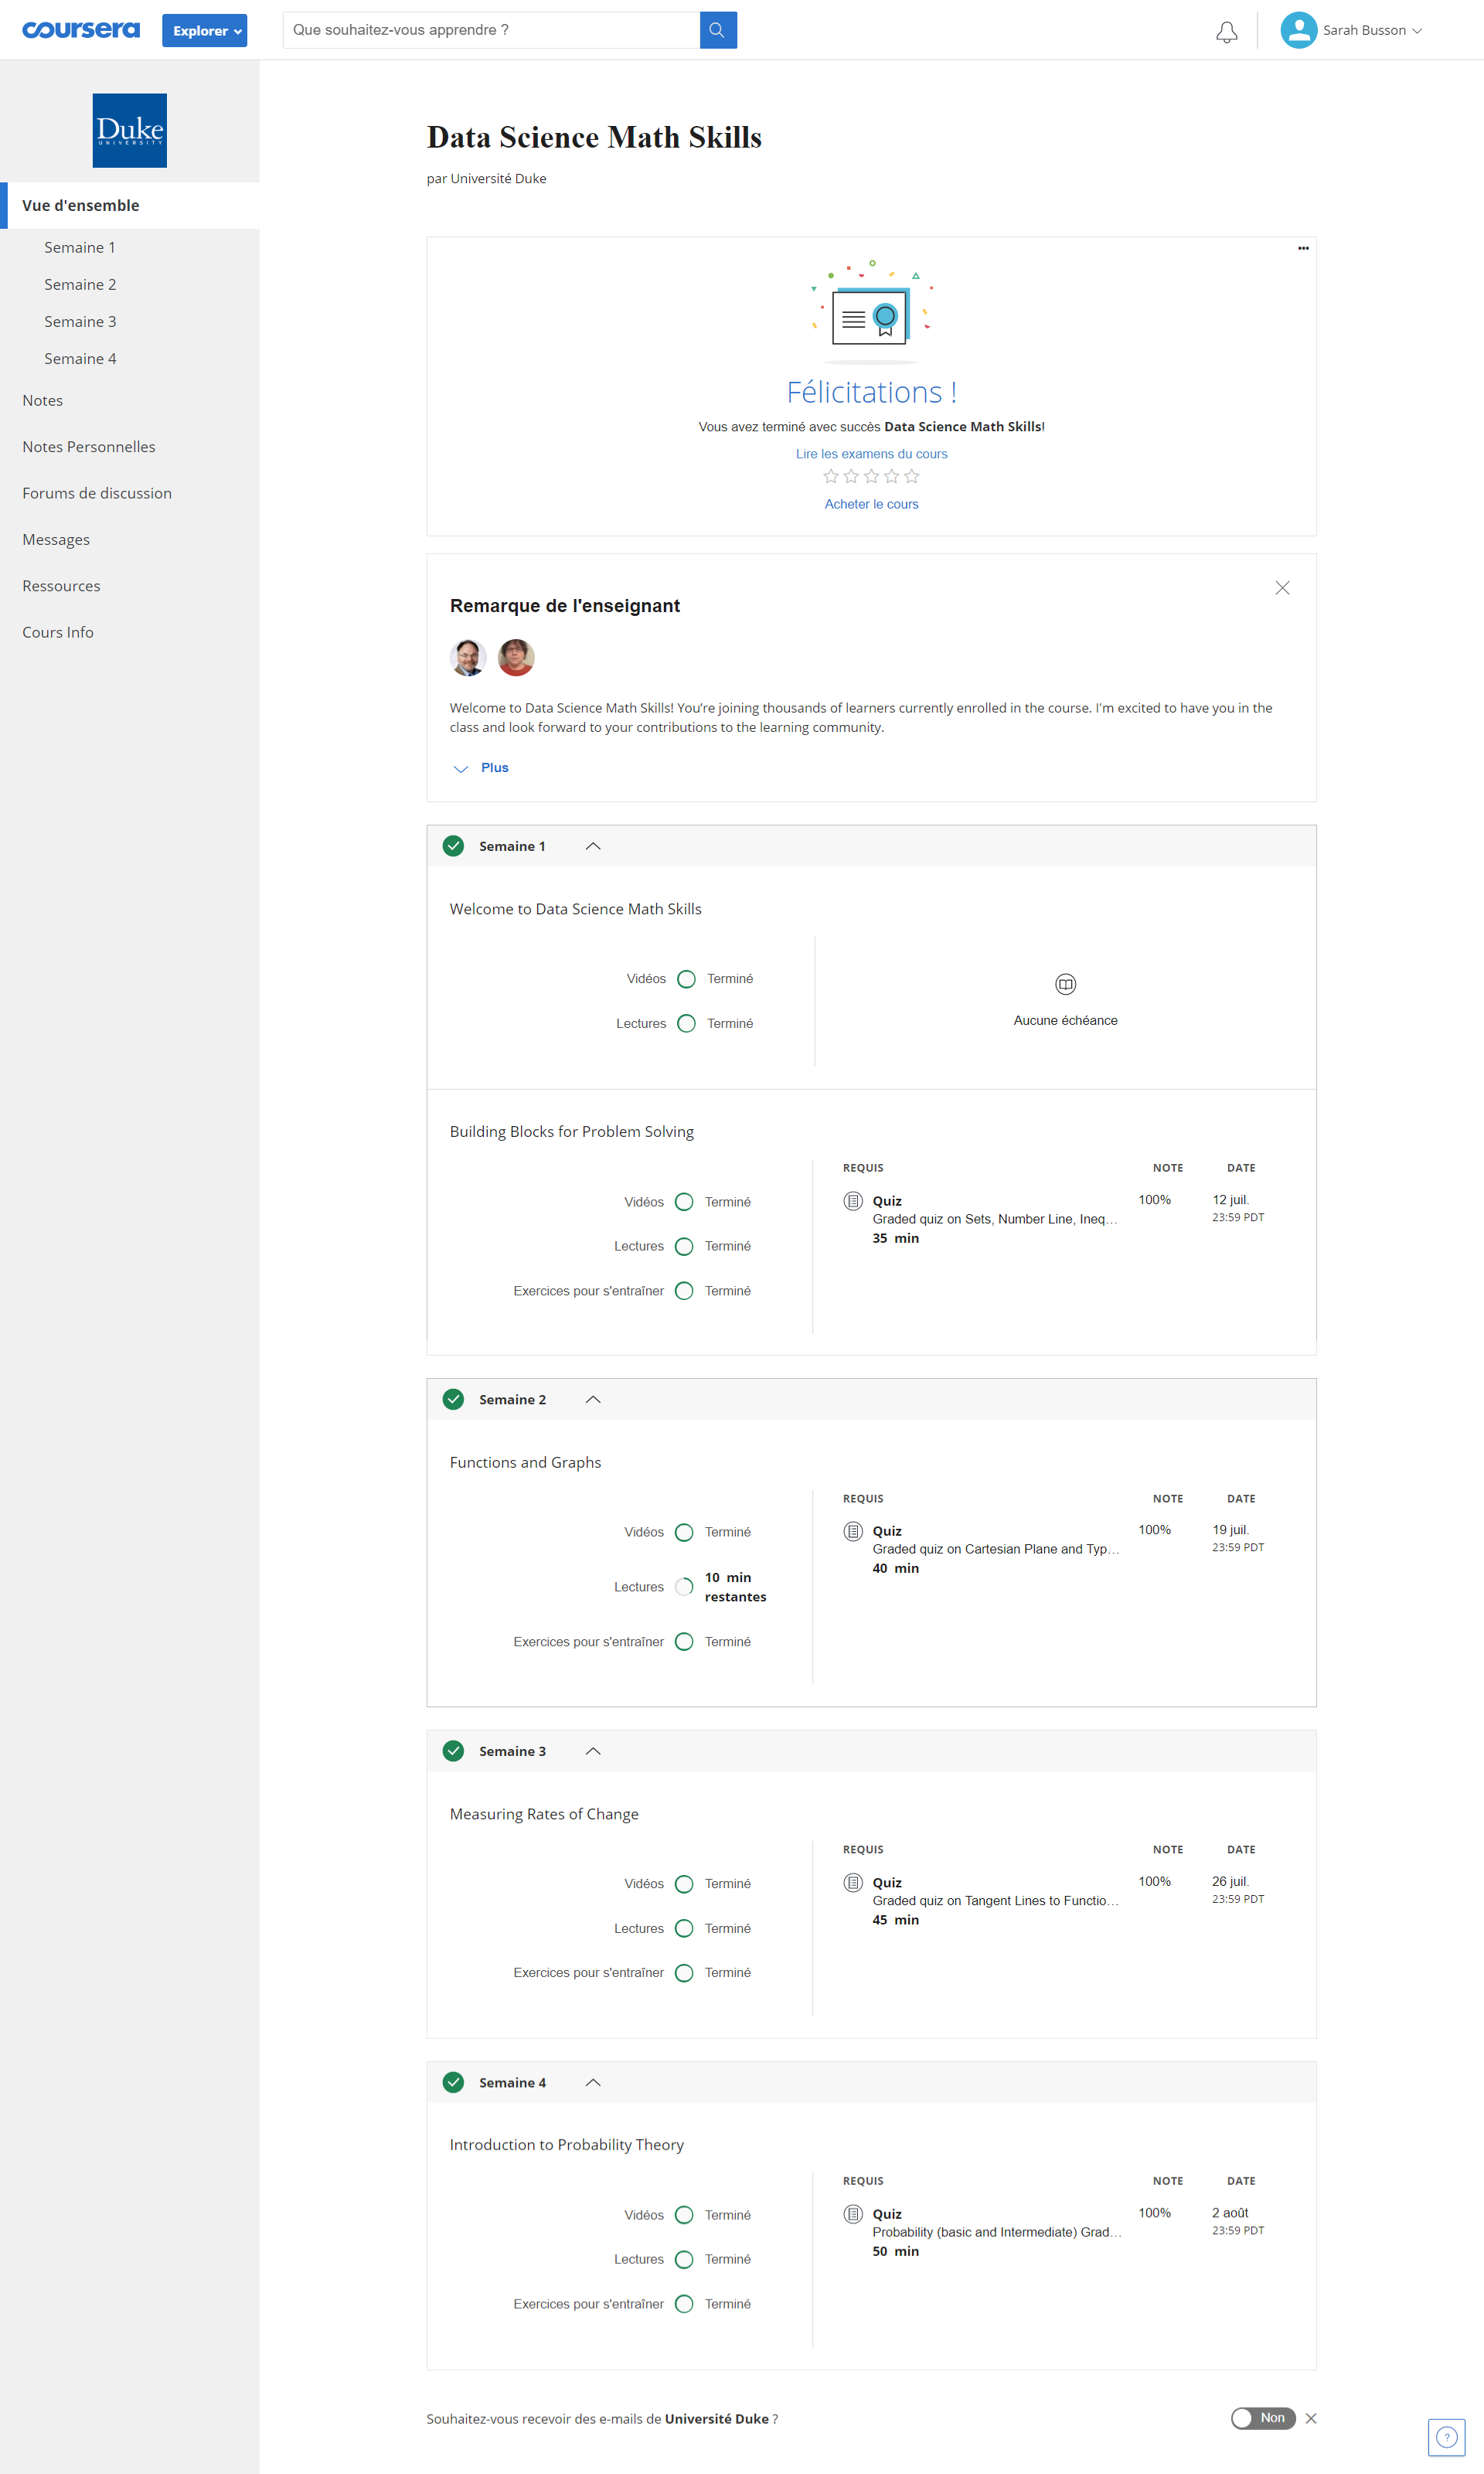 coursera
Explorer
Que souhaitez-vous apprendre ?
Sarah Busson
Duke
UNIVERSITY
Vue d'ensemble
Semaine 1
Semaine 2
Semaine 3
Semaine 4
Notes
Notes Personnelles
Forums de discussion
Messages
Ressources
Cours Info
Data Science Math Skills
par Université Duke
Félicitations !
Vous avez terminé avec succès Data Science Math Skills!
Lire les examens du cours
Acheter le cours
Remarque de l'enseignant
Welcome to Data Science Math Skills! You’re joining thousands of learners currently enrolled in the course. I'm excited to have you in the
class and look forward to your contributions to the learning community.
Plus
Semaine 1
Welcome to Data Science Math Skills
Vidéos Terminé
Lectures Terminé
Aucune échéance
Building Blocks for Problem Solving
Vidéos Terminé
Lectures Terminé
Exercices pour s'entraîner Terminé
REQUIS NOTE DATE
Quiz 100% 12 juil.
Graded quiz on Sets, Number Line, Ineq… 23:59 PDT
35 min
Semaine 2
Functions and Graphs
Vidéos Terminé
Lectures 10 min
restantes
Exercices pour s'entraîner Terminé
REQUIS NOTE DATE
Quiz 100% 19 juil.
Graded quiz on Cartesian Plane and Typ… 23:59 PDT
40 min
Semaine 3
Measuring Rates of Change
Vidéos Terminé
Lectures Terminé
Exercices pour s'entraîner Terminé
REQUIS NOTE DATE
Quiz 100% 26 juil.
Graded quiz on Tangent Lines to Functio… 23:59 PDT
45 min
Semaine 4
Introduction to Probability Theory
Vidéos Terminé
Lectures Terminé
Exercices pour s'entraîner Terminé
REQUIS NOTE DATE
Quiz 100% 2 août
Probability (basic and Intermediate) Grad… 23:59 PDT
50 min
Souhaitez-vous recevoir des e-mails de Université Duke ?
Non
?